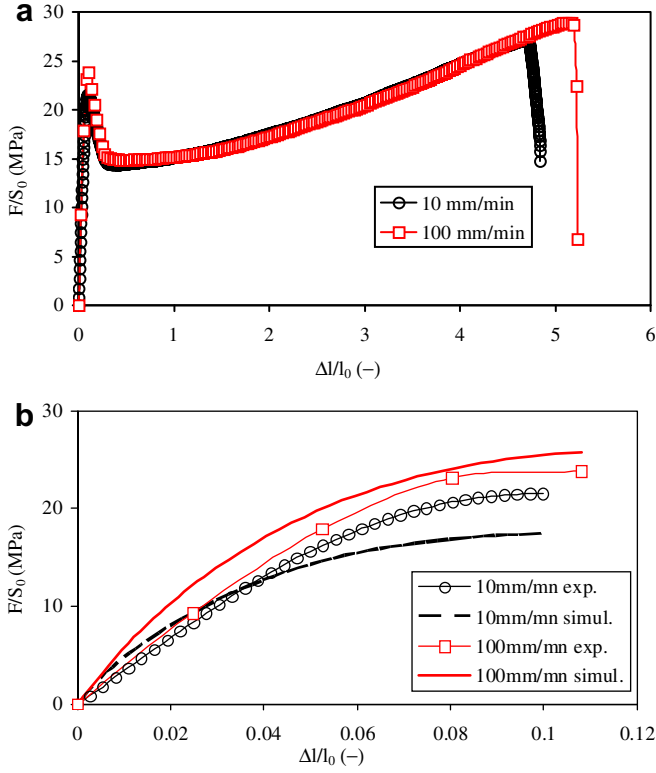 a
30
25
20
15
10
5
0
F/S0 (MPa)
10 mm/min
100 mm/min
0 1 2 3 4 5 6
Δl/l0 (–)
b
30
20
10
0
F/S0 (MPa)
10mm/mn exp.
10mm/mn simul.
100mm/mn exp.
100mm/mn simul.
0 0.02 0.04 0.06 0.08 0.1 0.12
Δl/l0 (–)